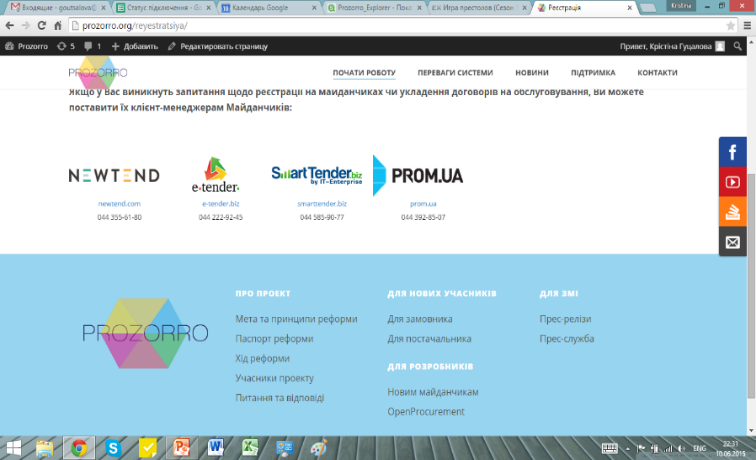 Входящие - goutsalova@
Статус підключення - Go
Календарь Google
Prozorro_Explorer - Пока
Игра престолов (Сезон
Реєстрація
Kristina
prozorro.org/reyestratsiya/
Prozorro 5 1 + Добавить Редактировать страницу Привет, Крістіна Гуцалова
PROZORRO
ПОЧАТИ РОБОТУ ПЕРЕВАГИ СИСТЕМИ НОВИНИ ПІДТРИМКА КОНТАКТИ
Якщо у Вас виникнуть запитання щодо реєстрації на майданчиках чи укладення договорів на обслуговування, Ви можете
поставити їх клієнт-менеджерам Майданчиків:
NEWTEND e-tender SmartTender.biz PROM.UA
by IT-Enterprise
newtend.com e-tender.biz smarttender.biz prom.ua
044 355-61-80 044 222-92-45 044 585-90-77 044 392-85-07
PROZORRO
ПРО ПРОЕКТ
Мета та принципи реформи
Паспорт реформи
Хід реформи
Учасники проекту
Питання та відповіді
ДЛЯ НОВИХ УЧАСНИКІВ
Для замовника
Для постачальника
ДЛЯ РОЗРОБНИКІВ
Новим майданчикам
OpenProcurement
ДЛЯ ЗМІ
Прес-релізи
Прес-служба
ENG
22:51
10.06.2015